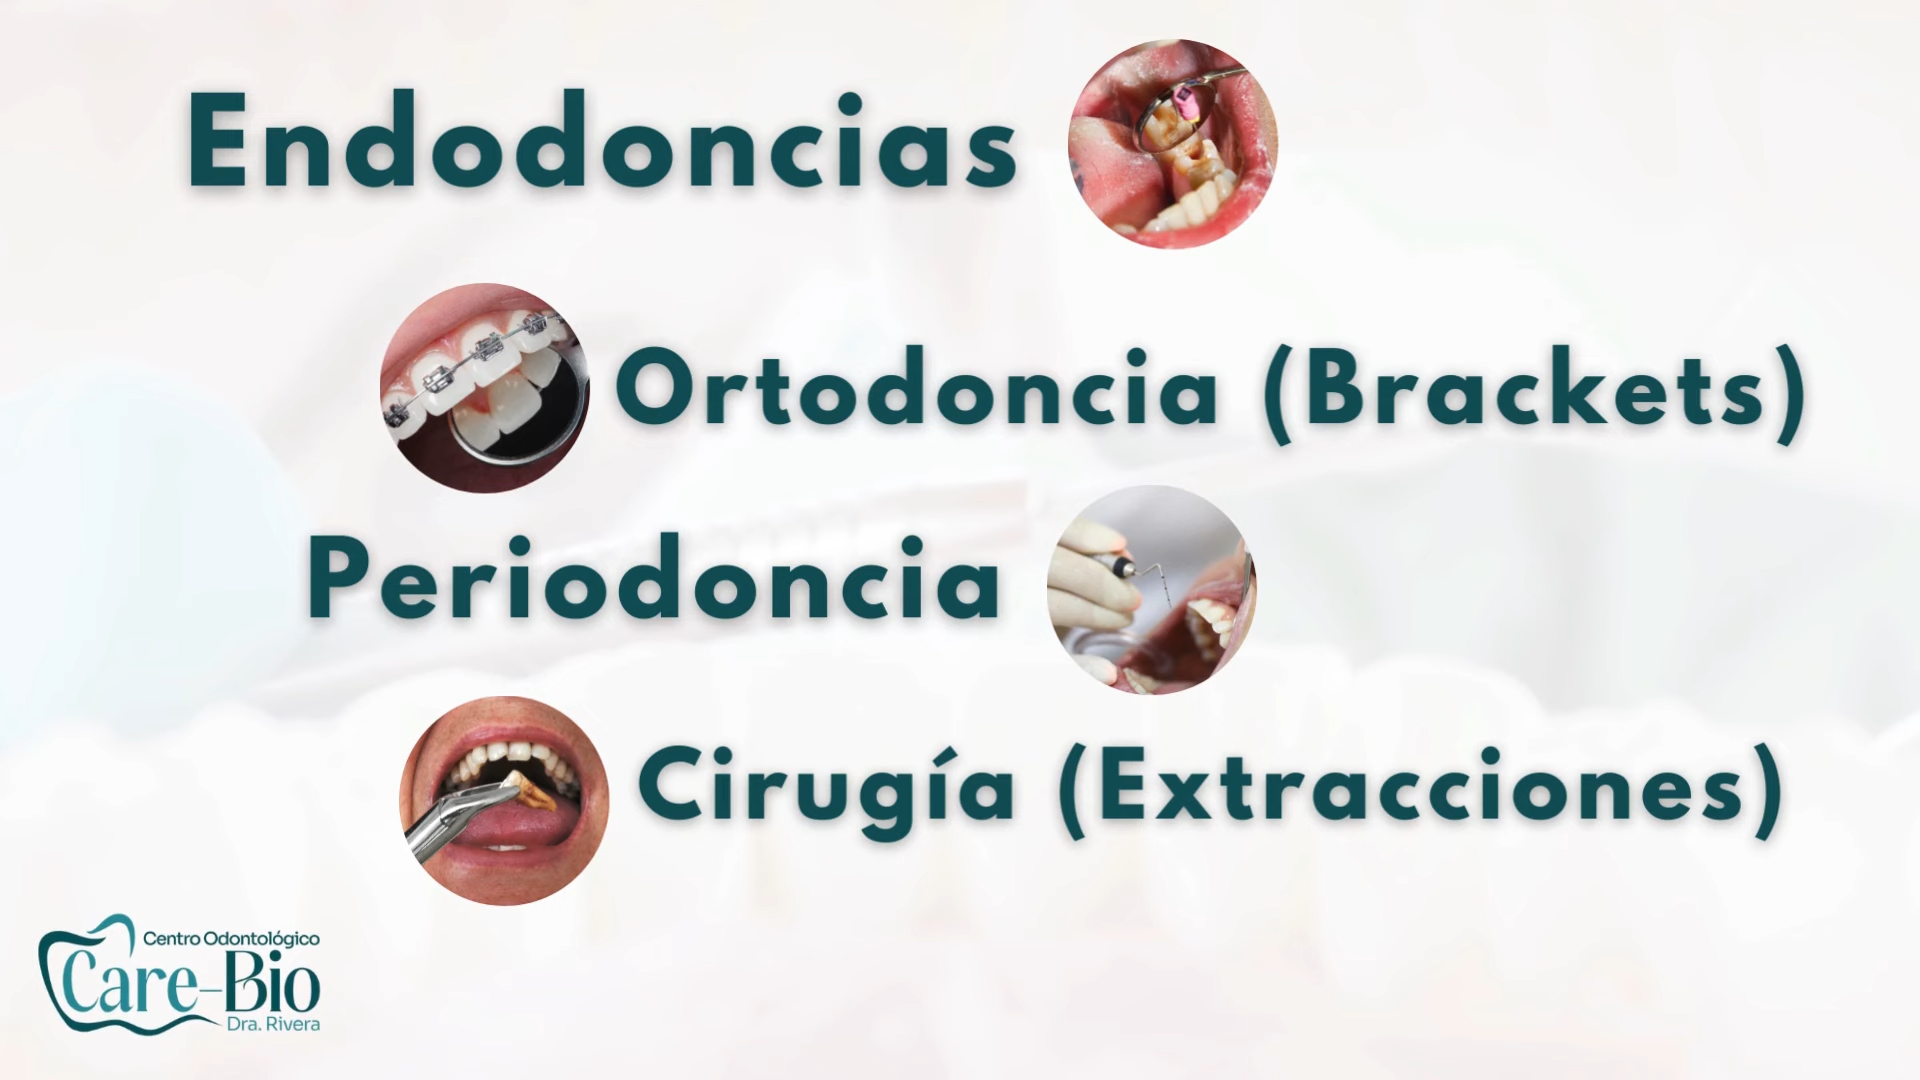 Endodoncias
Ortodoncia (Brackets)
Periodoncia
Cirugía (Extracciones)
Centro Odontológico
Care-Bio
Dra. Rivera